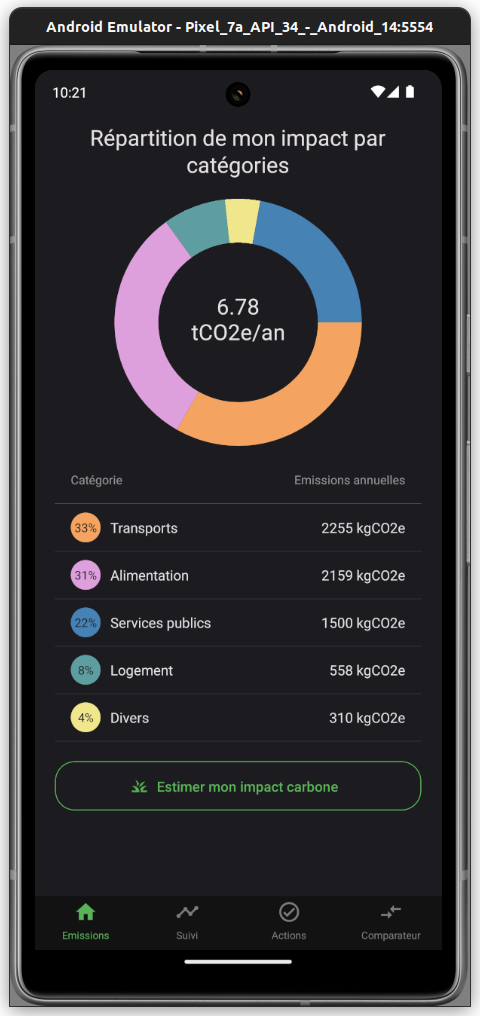 Android Emulator - Pixel_7a_API_34_-_Android_14:5554
10:21
Répartition de mon impact par
catégories
6.78
tCO2e/an
Catégorie Emissions annuelles
33% Transports 2255 kgCO2e
31% Alimentation 2159 kgCO2e
22% Services publics 1500 kgCO2e
8% Logement 558 kgCO2e
4% Divers 310 kgCO2e
Estimer mon impact carbone
Emissions Suivi Actions Comparateur